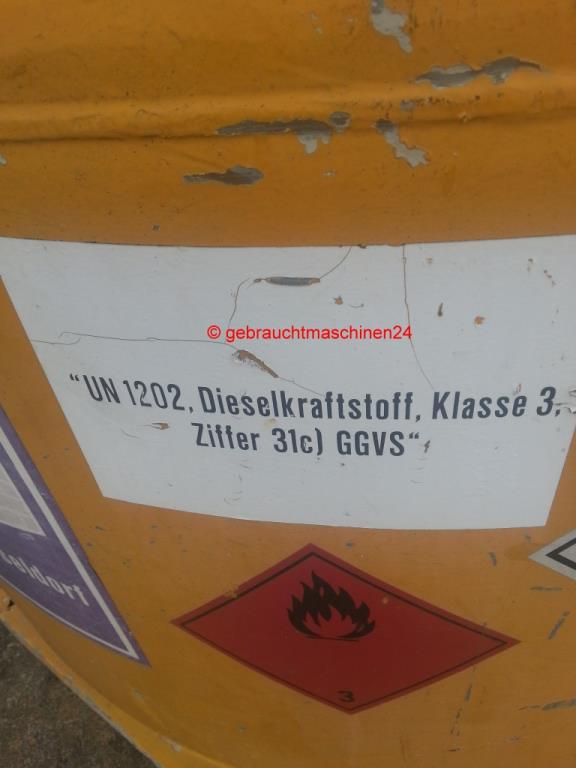 © gebrauchtmaschinen24
"UN 1202, Dieselkraftstoff, Klasse 3,
Ziffer 31c) GGVS"
3